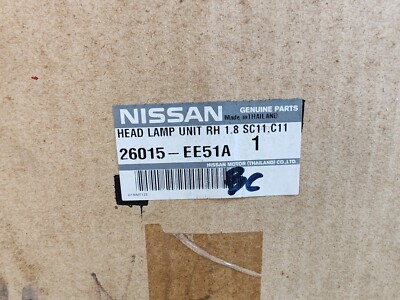 NISSAN
GENUINE PARTS
Made in THAILAND
HEAD LAMP UNIT RH 1.8 SC11,C11
26015-EE51A 1
NISSAN MOTOR (THAILAND) CO.,LTD.
BC